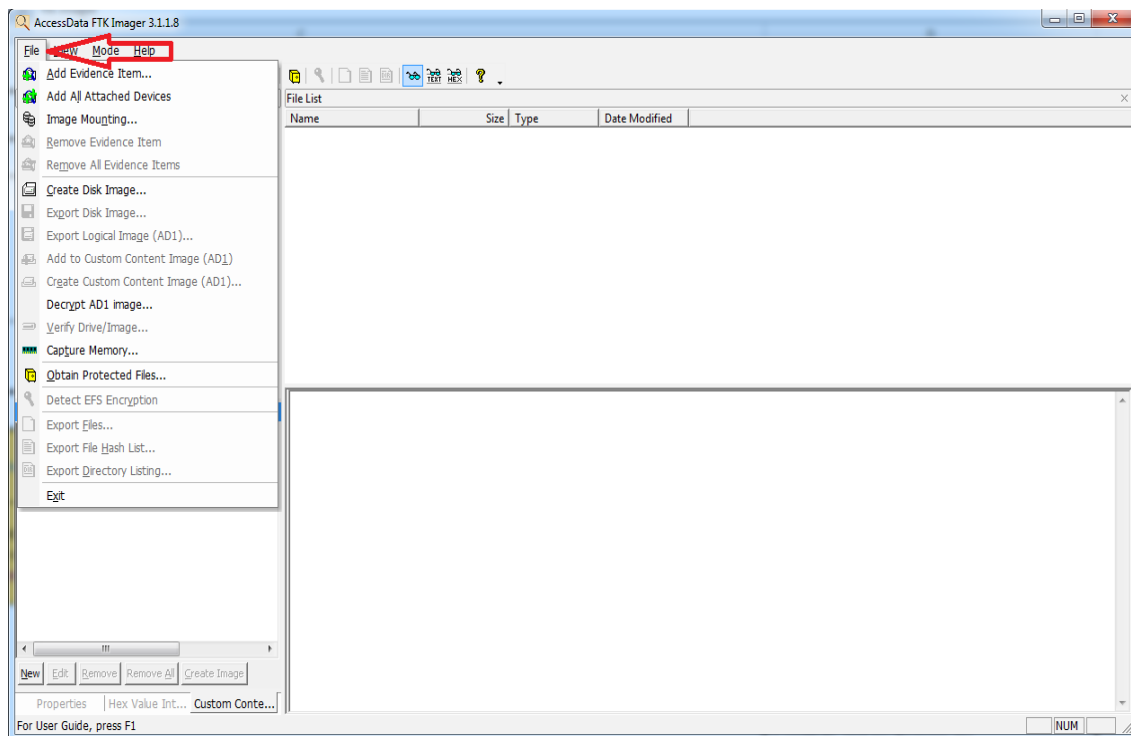 AccessData FTK Imager 3.1.1.8
File View Mode Help
Add Evidence Item...
Add All Attached Devices
Image Mounting...
Remove Evidence Item
Remove All Evidence Items
Create Disk Image...
Export Disk Image...
Export Logical Image (AD1)...
Add to Custom Content Image (AD1)
Create Custom Content Image (AD1)...
Decrypt AD1 image...
Verify Drive/Image...
Capture Memory...
Obtain Protected Files...
Detect EFS Encryption
Export Files...
Export File Hash List...
Export Directory Listing...
Exit
TEXT HEX
File List
Name Size Type Date Modified
New Edit Remove Remove All Create Image
Properties Hex Value Int... Custom Conte...
For User Guide, press F1 NUM